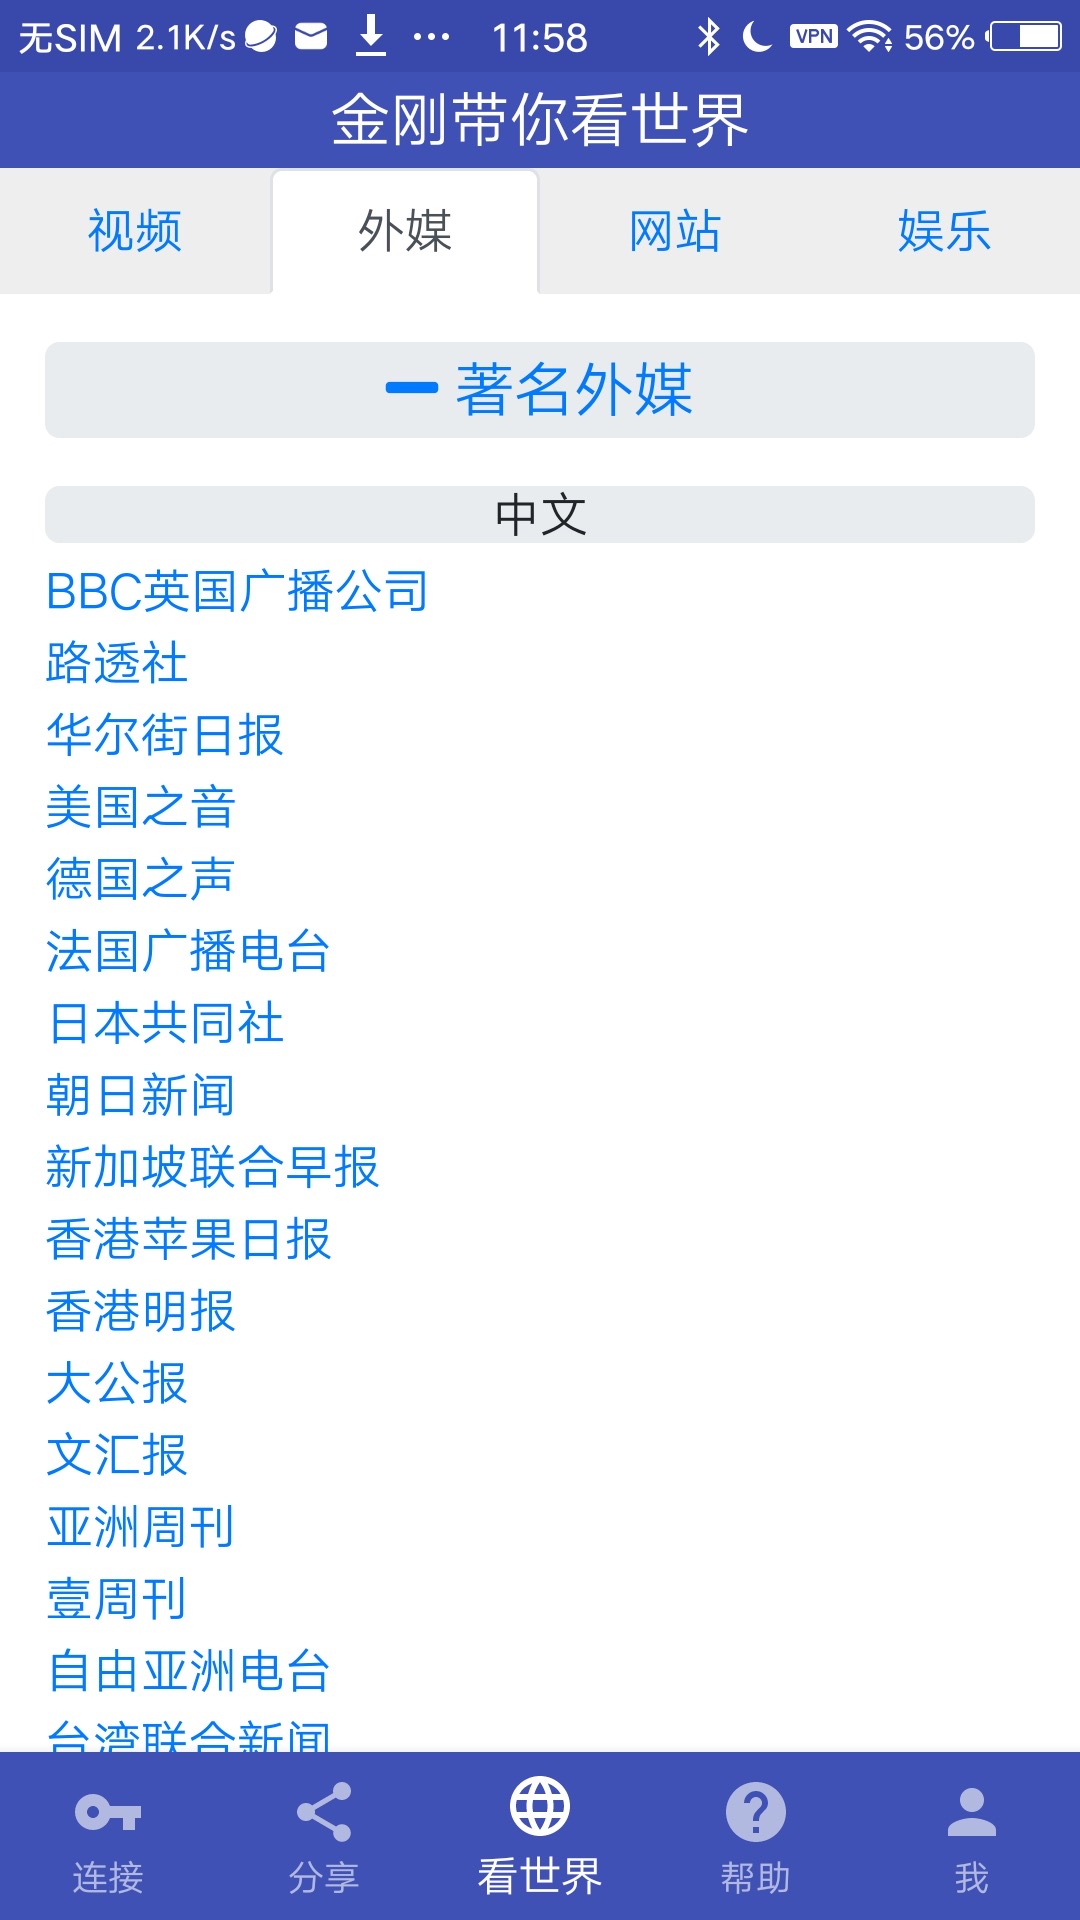 无SIM 2.1K/s 11:58 VPN 56%
金刚带你看世界
视频 外媒 网站 娱乐
著名外媒
中文
BBC英国广播公司
路透社
华尔街日报
美国之音
德国之声
法国广播电台
日本共同社
朝日新闻
新加坡联合早报
香港苹果日报
香港明报
大公报
文汇报
亚洲周刊
壹周刊
自由亚洲电台
台湾联合新闻
连接 分享 看世界 帮助 我